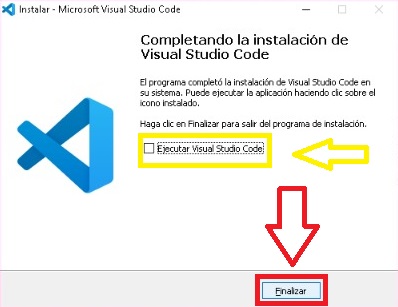 Instalar - Microsoft Visual Studio Code
Completando la instalación de
Visual Studio Code
El programa completó la instalación de Visual Studio Code en
su sistema. Puede ejecutar la aplicación haciendo clic sobre el
icono instalado.
Haga clic en Finalizar para salir del programa de instalación.
Ejecutar Visual Studio Code
Finalizar